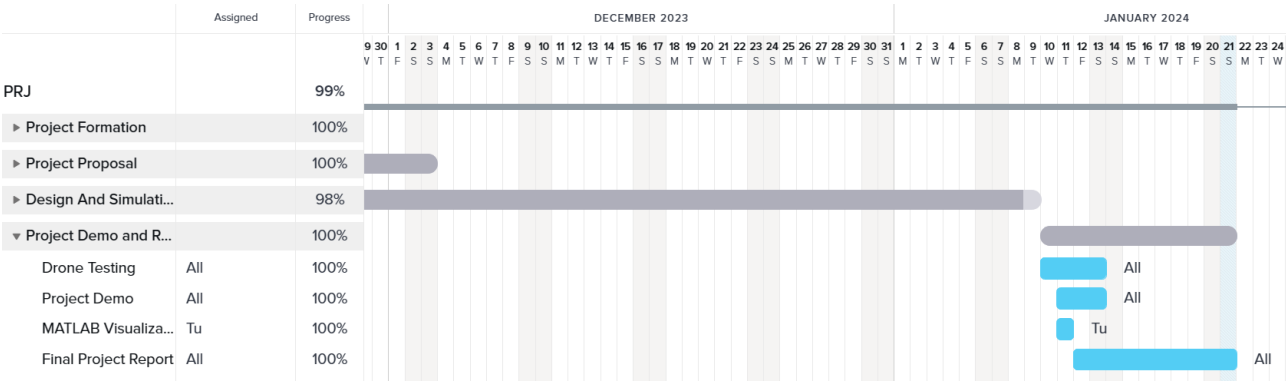 DECEMBER 2023 JANUARY 2024
Assigned Progress
9 30 1 2 3 4 5 6 7 8 9 10 11 12 13 14 15 16 17 18 19 20 21 22 23 24 25 26 27 28 29 30 31 1 2 3 4 5 6 7 8 9 10 11 12 13 14 15 16 17 18 19 20 21 22 23 24
W T F S S M T W T F S S M T W T F S S M T W T F S S M T W T F S S M T W T F S S M T W T F S S M T W T F S S M T W
PRJ 99%
Project Formation 100%
Project Proposal 100%
Design And Simulati... 98%
Project Demo and R... 100%
Drone Testing All 100% All
Project Demo All 100% All
MATLAB Visualiza... Tu 100% Tu
Final Project Report All 100% All